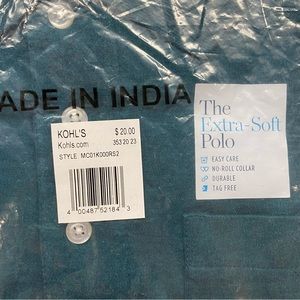 ADE IN INDIA
KOHL'S $20.00
Kohls.com 353 20 23
STYLE MC01K000RS2
4 00487 52184 3
The
Extra-Soft
Polo
EASY CARE
NO-ROLL COLLAR
DURABLE
TAG FREE